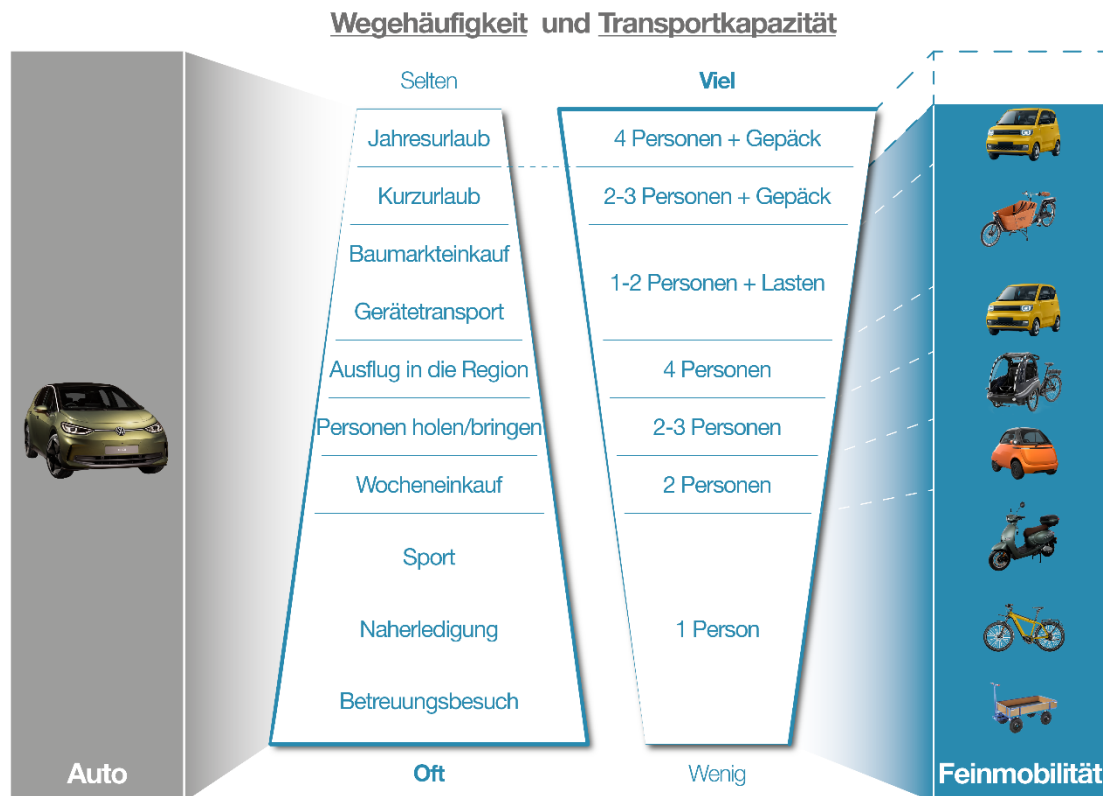 Wegehäufigkeit und Transportkapazität
Selten
Viel
Jahresurlaub
4 Personen + Gepäck
Kurzurlaub
2-3 Personen + Gepäck
Baumarkteinkauf
1-2 Personen + Lasten
Gerätetransport
Ausflug in die Region
4 Personen
Personen holen/bringen
2-3 Personen
Wocheneinkauf
2 Personen
Sport
Naherledigung
1 Person
Betreuungsbesuch
Auto
Oft
Wenig
Feinmobilität